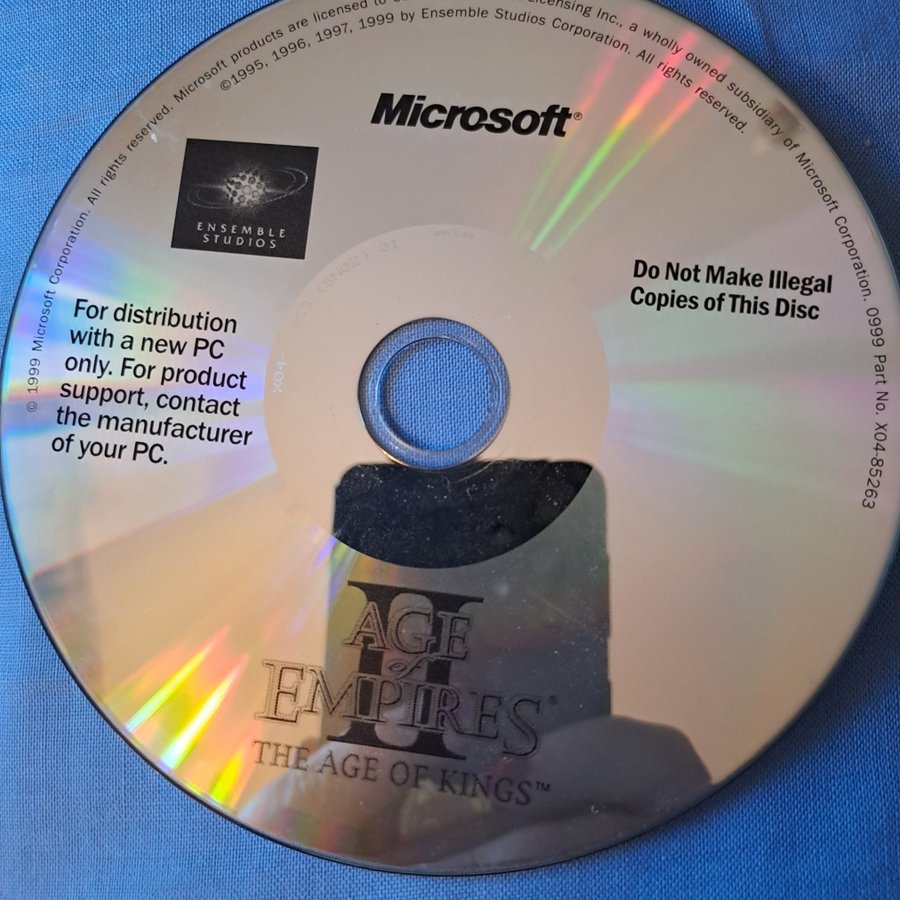 © 1999 Microsoft Corporation. All rights reserved. Microsoft products are licensed to Licensing Inc., a wholly owned subsidiary of Microsoft Corporation. 0999 Part No. X04-85263
©1995, 1996, 1997, 1999 by Ensemble Studios Corporation. All rights reserved.
Microsoft®
ENSEMBLE
STUDIOS
Do Not Make Illegal
Copies of This Disc
For distribution
with a new PC
only. For product
support, contact
the manufacturer
of your PC.
II
AGE
of
EMPIRES®
THE AGE OF KINGS™